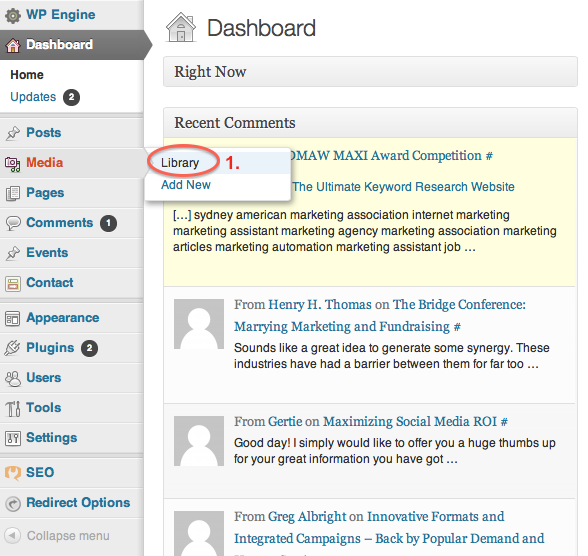 WP Engine
Dashboard
Home
Updates 2
Posts
Media
Library 1.
Add New
Pages
Comments 1
Events
Contact
Appearance
Plugins 2
Users
Tools
Settings
SEO
Redirect Options
Collapse menu
Dashboard
Right Now
Recent Comments
OMAW MAXI Award Competition #
The Ultimate Keyword Research Website
[…] sydney american marketing association internet marketing
marketing assistant marketing agency marketing association marketing
articles marketing automation marketing assistant job …
From Henry H. Thomas on The Bridge Conference:
Marrying Marketing and Fundraising #
Sounds like a great idea to generate some synergy. These
industries have had a barrier between them for far too …
From Gertie on Maximizing Social Media ROI #
Good day! I simply would like to offer you a huge thumbs up
for your great information you have got …
From Greg Albright on Innovative Formats and
Integrated Campaigns – Back by Popular Demand and